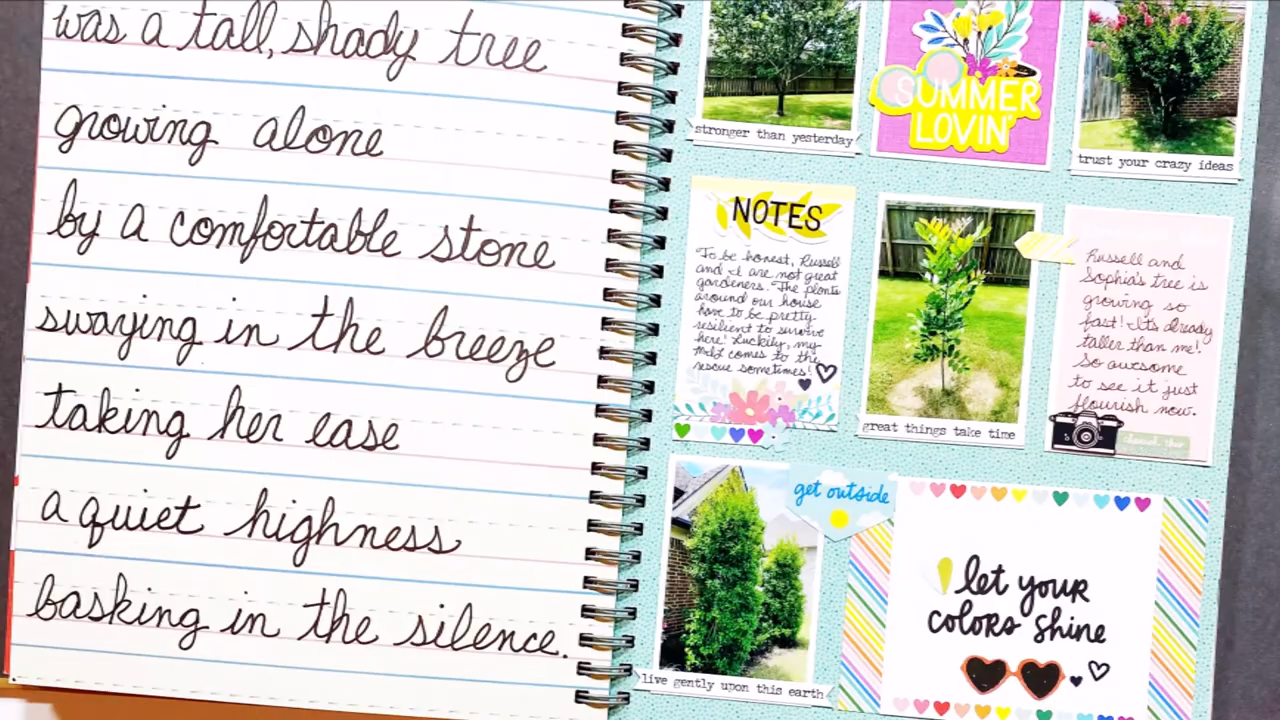 was a tall, shady tree
growing alone
by a comfortable stone
swaying in the breeze
taking her ease
a quiet highness
basking in the silence.
stronger than yesterday
SUMMER
LOVIN'
trust your crazy ideas
NOTES
To be honest, Russell
and I are not great
gardeners. The plants
around our house
have to be pretty
resilient to survive
here! Luckily, my
MIL comes to the
rescue sometimes!
great things take time
Russell and
Sophia's tree is
growing so
fast! It's already
taller than me!
So awesome
to see it just
flourish now.
live gently upon this earth
get outside
let your
colors shine